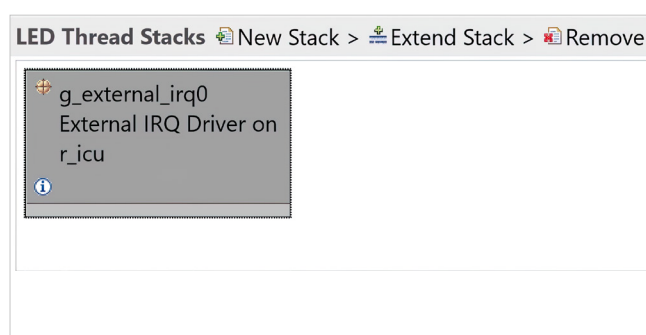 LED Thread Stacks New Stack > Extend Stack > Remove
g_external_irq0
External IRQ Driver on
r_icu